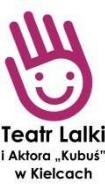 Teatr Lalki
i Aktora „Kubuś"
w Kielcach